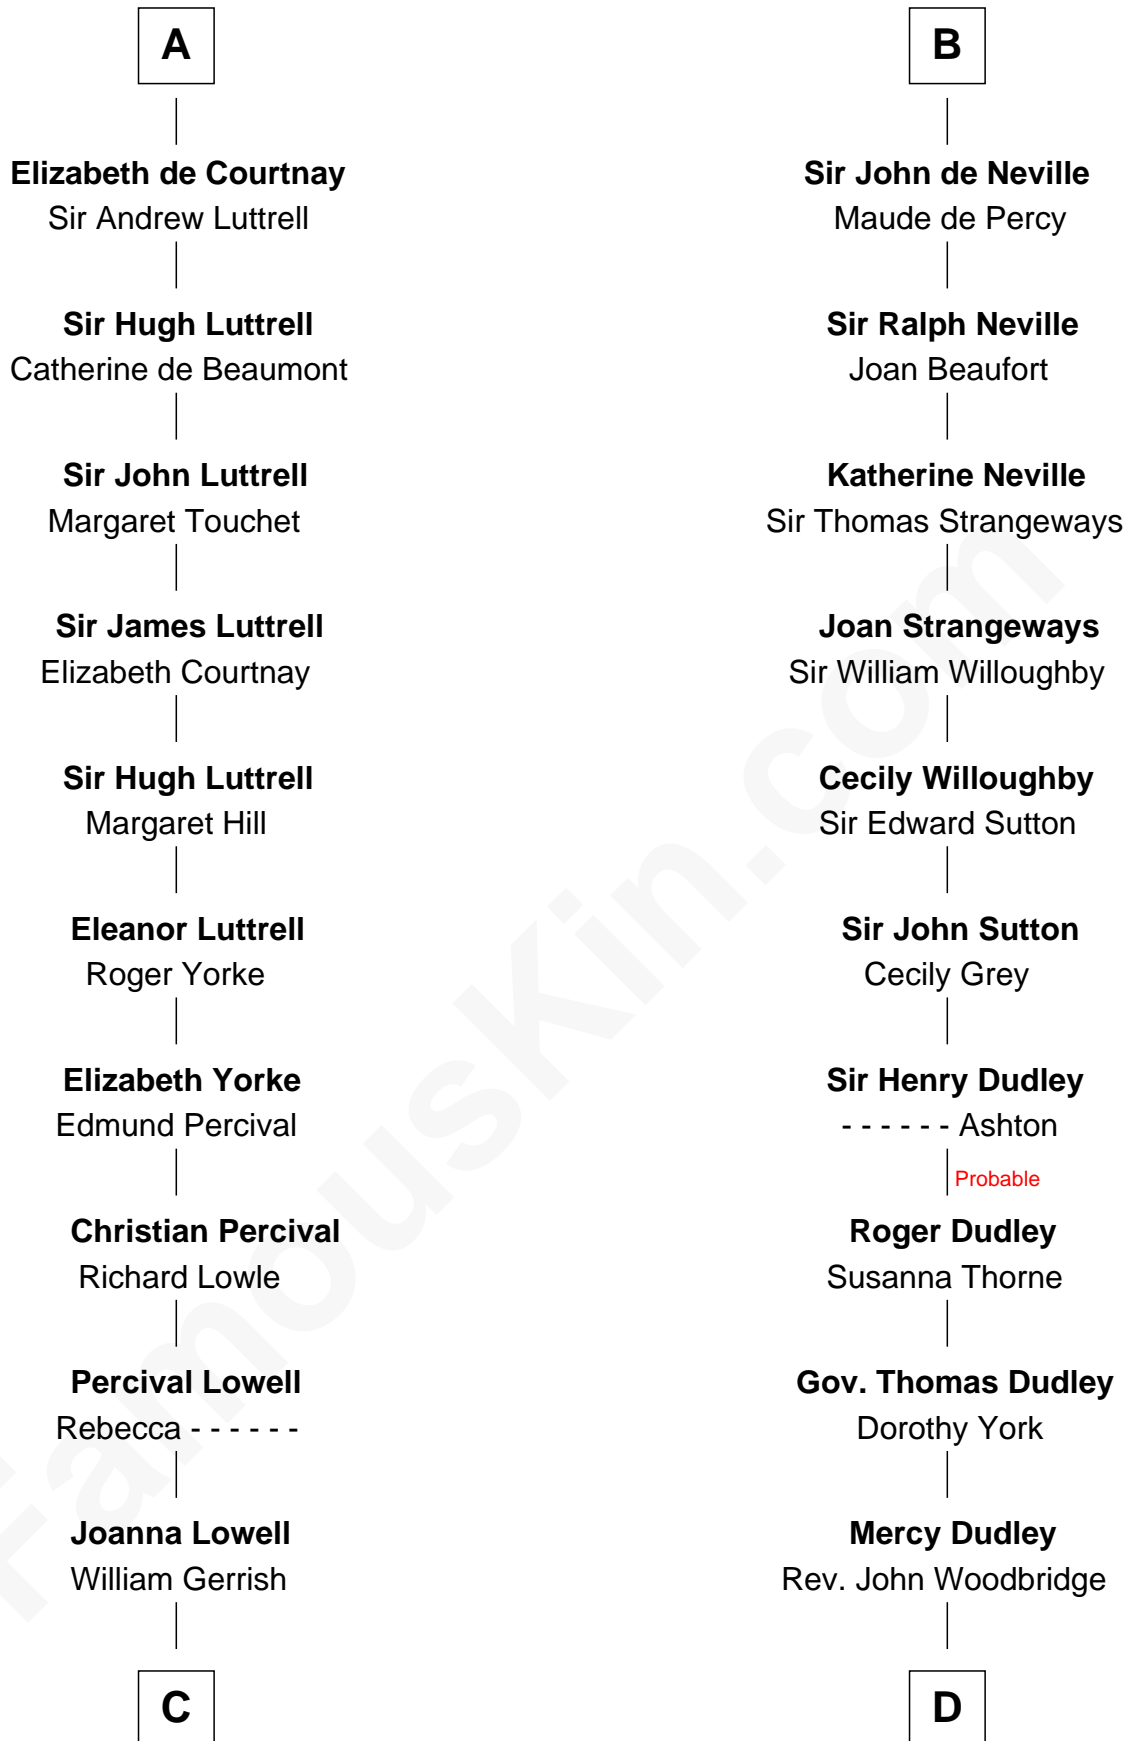 A
Elizabeth de Courtnay
Sir Andrew Luttrell
Sir Hugh Luttrell
Catherine de Beaumont
Sir John Luttrell
Margaret Touchet
Sir James Luttrell
Elizabeth Courtnay
Sir Hugh Luttrell
Margaret Hill
Eleanor Luttrell
Roger Yorke
Elizabeth Yorke
Edmund Percival
Christian Percival
Richard Lowle
Percival Lowell
Rebecca - - - - - -
Joanna Lowell
William Gerrish
C
B
Sir John de Neville
Maude de Percy
Sir Ralph Neville
Joan Beaufort
Katherine Neville
Sir Thomas Strangeways
Joan Strangeways
Sir William Willoughby
Cecily Willoughby
Sir Edward Sutton
Sir John Sutton
Cecily Grey
Sir Henry Dudley
- - - - - - Ashton
Probable
Roger Dudley
Susanna Thorne
Gov. Thomas Dudley
Dorothy York
Mercy Dudley
Rev. John Woodbridge
D
FamousKin.com